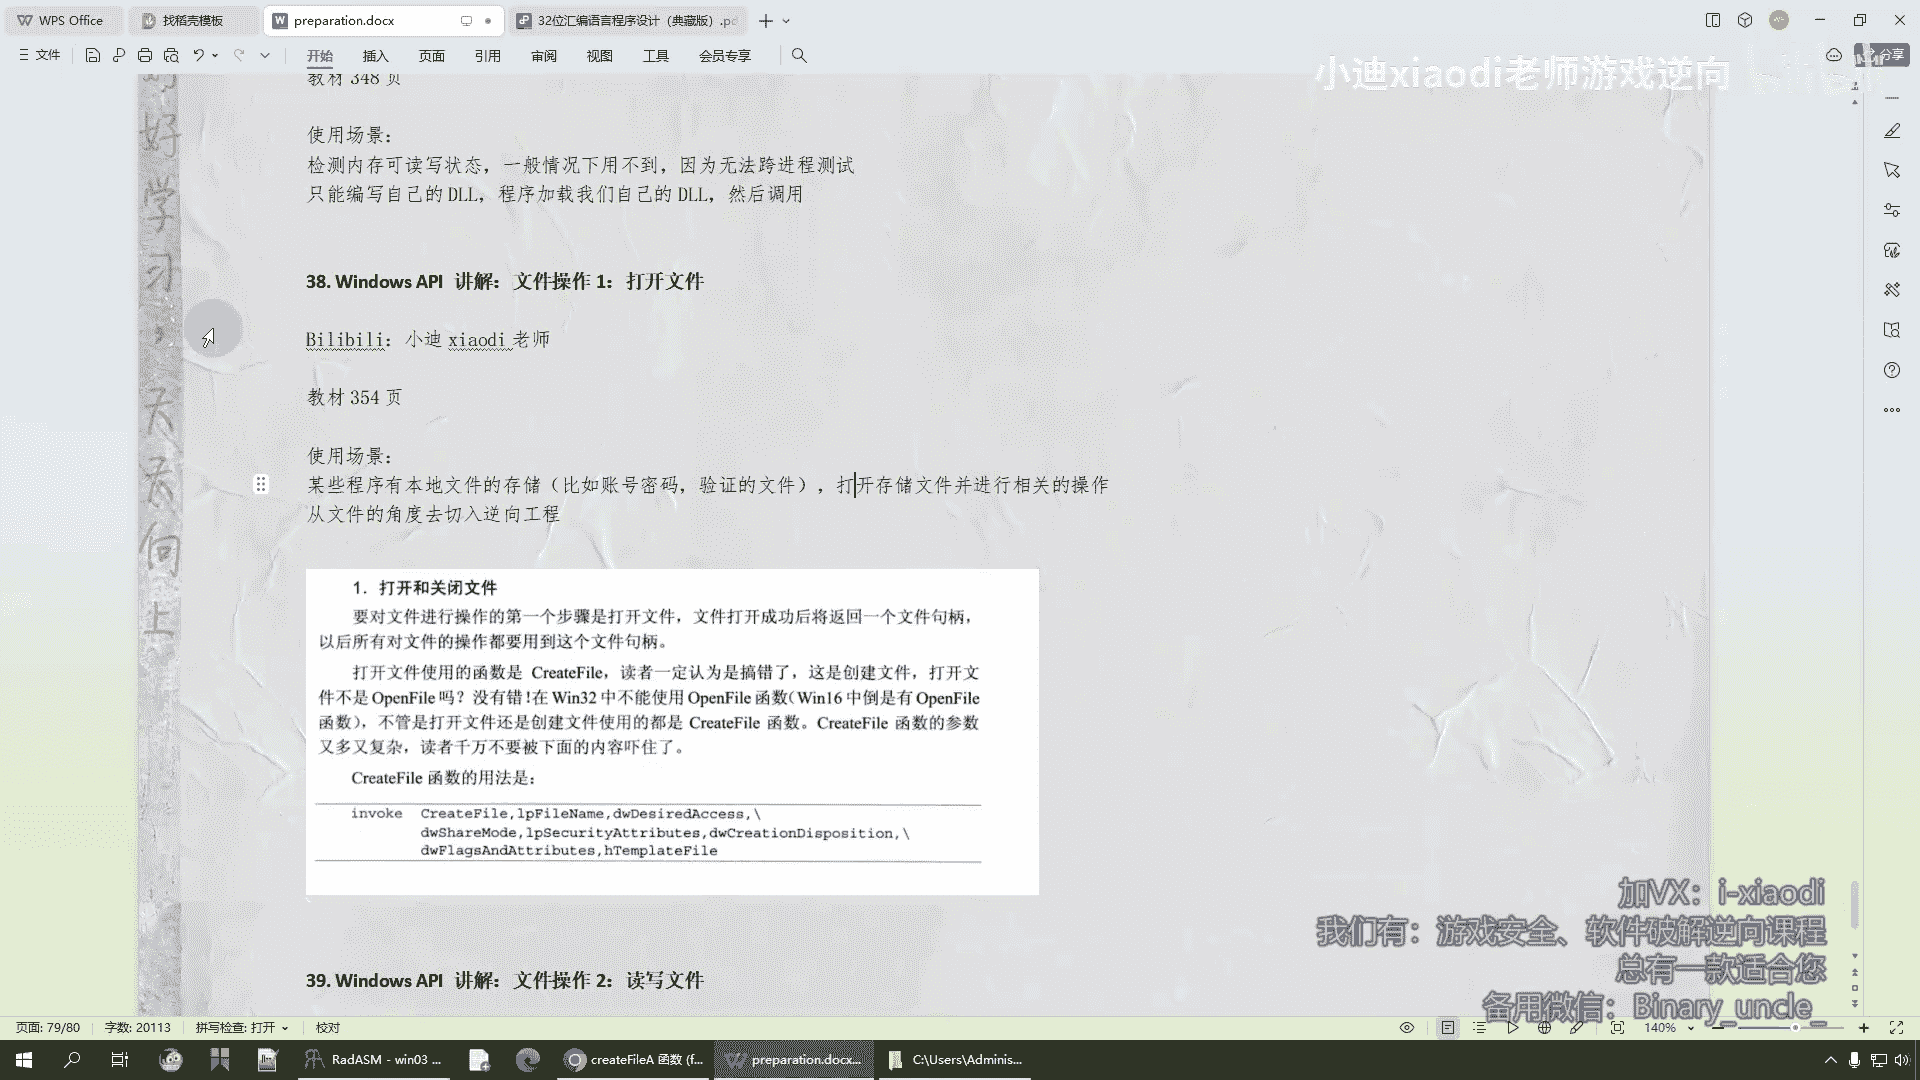 WPS Office
找稻壳模板
preparation.docx
32位汇编语言程序设计（典藏版）.pd
文件
开始
插入
页面
引用
审阅
视图
工具
会员专享
分享
小迪xiaodi老师游戏逆向
教材 348 页
使用场景：
检测内存可读写状态，一般情况下用不到，因为无法跨进程测试
只能编写自己的 DLL，程序加载我们自己的 DLL，然后调用
38. Windows API 讲解：文件操作 1：打开文件
Bilibili：小迪 xiaodi 老师
教材 354 页
使用场景：
某些程序有本地文件的存储（比如账号密码，验证的文件），打开存储文件并进行相关的操作
从文件的角度去切入逆向工程
1．打开和关闭文件
要对文件进行操作的第一个步骤是打开文件，文件打开成功后将返回一个文件句柄，
以后所有对文件的操作都要用到这个文件句柄。
打开文件使用的函数是 CreateFile，读者一定认为是搞错了，这是创建文件，打开文
件不是 OpenFile 吗？没有错！在 Win32 中不能使用 OpenFile 函数（Win16 中倒是有 OpenFile
函数），不管是打开文件还是创建文件使用的都是 CreateFile 函数。CreateFile 函数的参数
又多又复杂，读者千万不要被下面的内容吓住了。
CreateFile 函数的用法是：
invoke CreateFile,lpFileName,dwDesiredAccess,\
dwShareMode,lpSecurityAttributes,dwCreationDisposition,\
dwFlagsAndAttributes,hTemplateFile
39. Windows API 讲解：文件操作 2：读写文件
好学习，天天向上
加VX：i-xiaodi
我们有：游戏安全、软件破解逆向课程
总有一款适合您
备用微信：Binary_uncle_
页面: 79/80
字数: 20113
拼写检查: 打开
校对
140%
RadASM - win03 ...
createFileA 函数 (f...
preparation.docx...
C:\Users\Adminis...